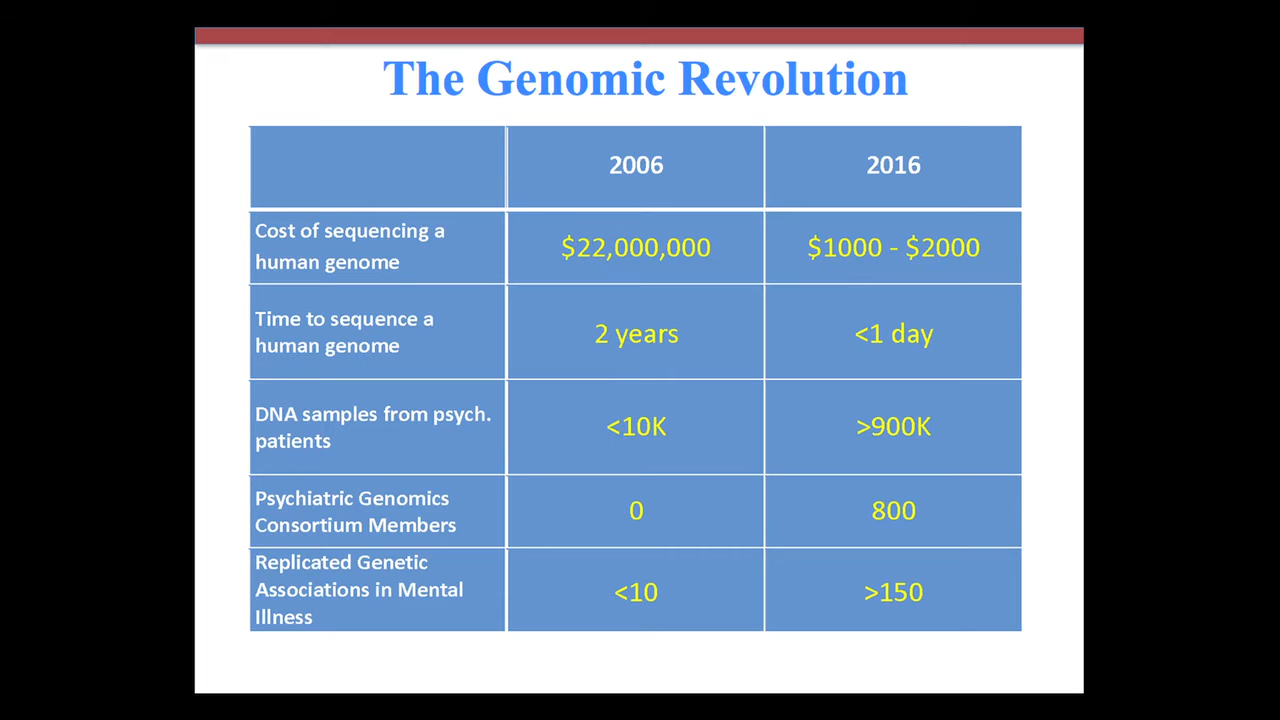 The Genomic Revolution
2006 2016
Cost of sequencing a
human genome
$22,000,000 $1000 - $2000
Time to sequence a
human genome
2 years <1 day
DNA samples from psych.
patients
<10K >900K
Psychiatric Genomics
Consortium Members
0 800
Replicated Genetic
Associations in Mental
Illness
<10 >150